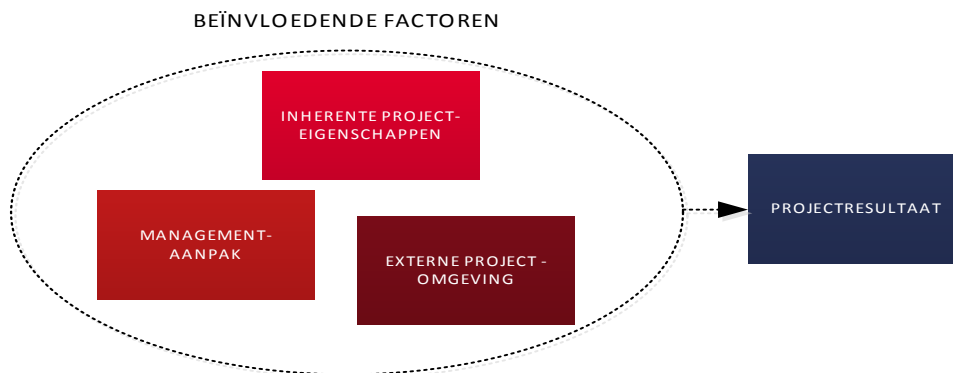 BEÏNVLOEDENDE FACTOREN
INHERENTE PROJECT-
EIGENSCHAPPEN
MANAGEMENT-
AANPAK
EXTERNE PROJECT -
OMGEVING
PROJECTRESULTAAT